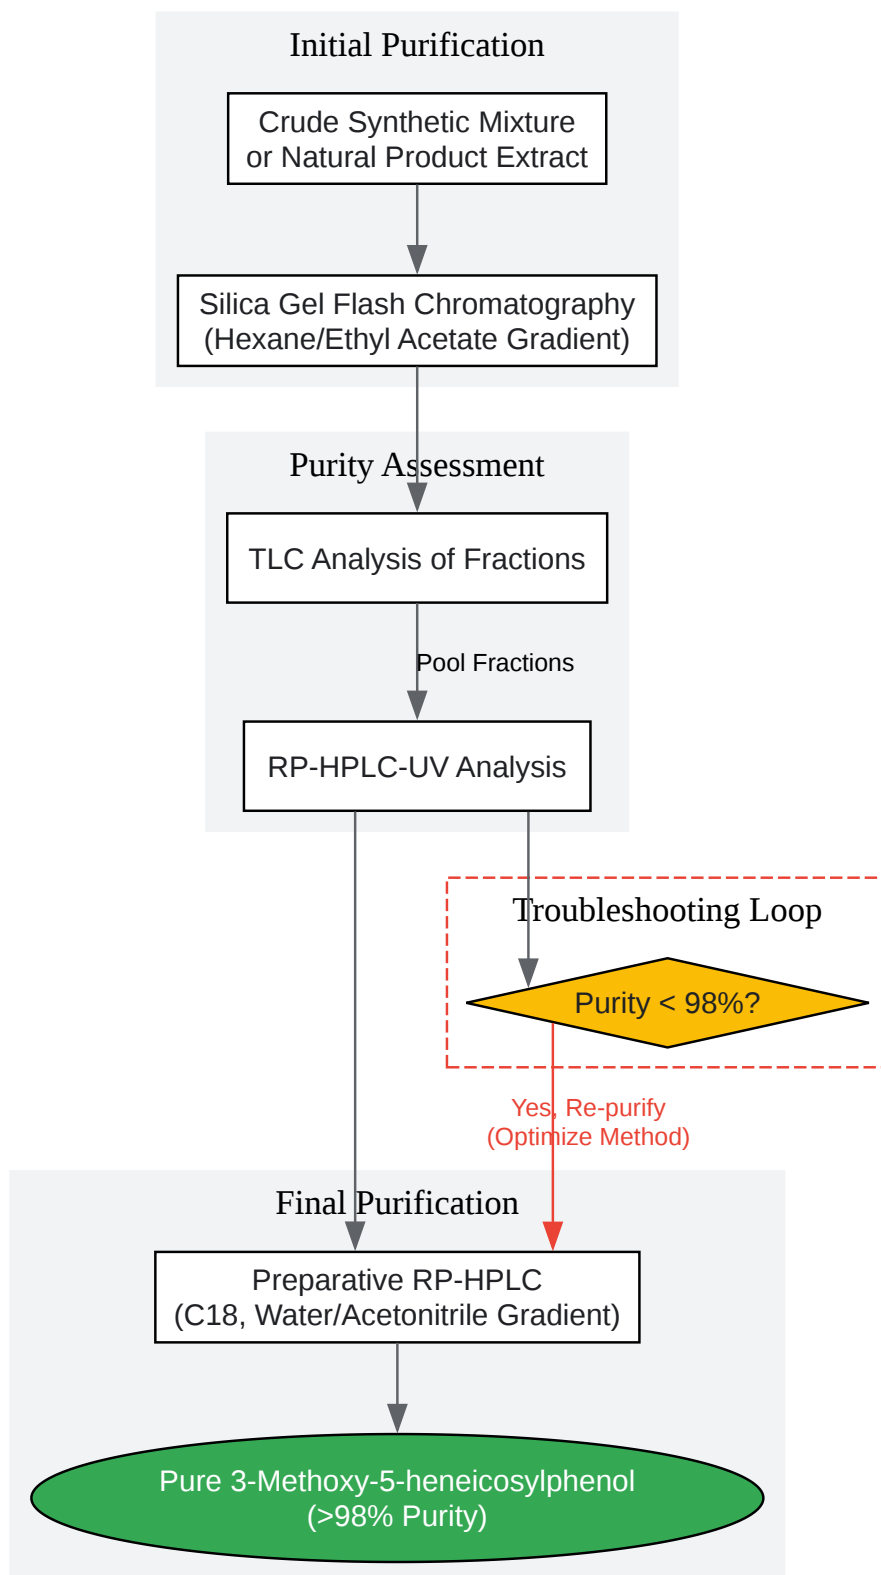 Initial Purification
Crude Synthetic Mixture
or Natural Product Extract
Silica Gel Flash Chromatography
(Hexane/Ethyl Acetate Gradient)
Purity Assessment
TLC Analysis of Fractions
Pool Fractions
RP-HPLC-UV Analysis
Troubleshooting Loop
Purity < 98%?
Yes, Re-purify
(Optimize Method)
Final Purification
Preparative RP-HPLC
(C18, Water/Acetonitrile Gradient)
Pure 3-Methoxy-5-heneicosylphenol
(>98% Purity)